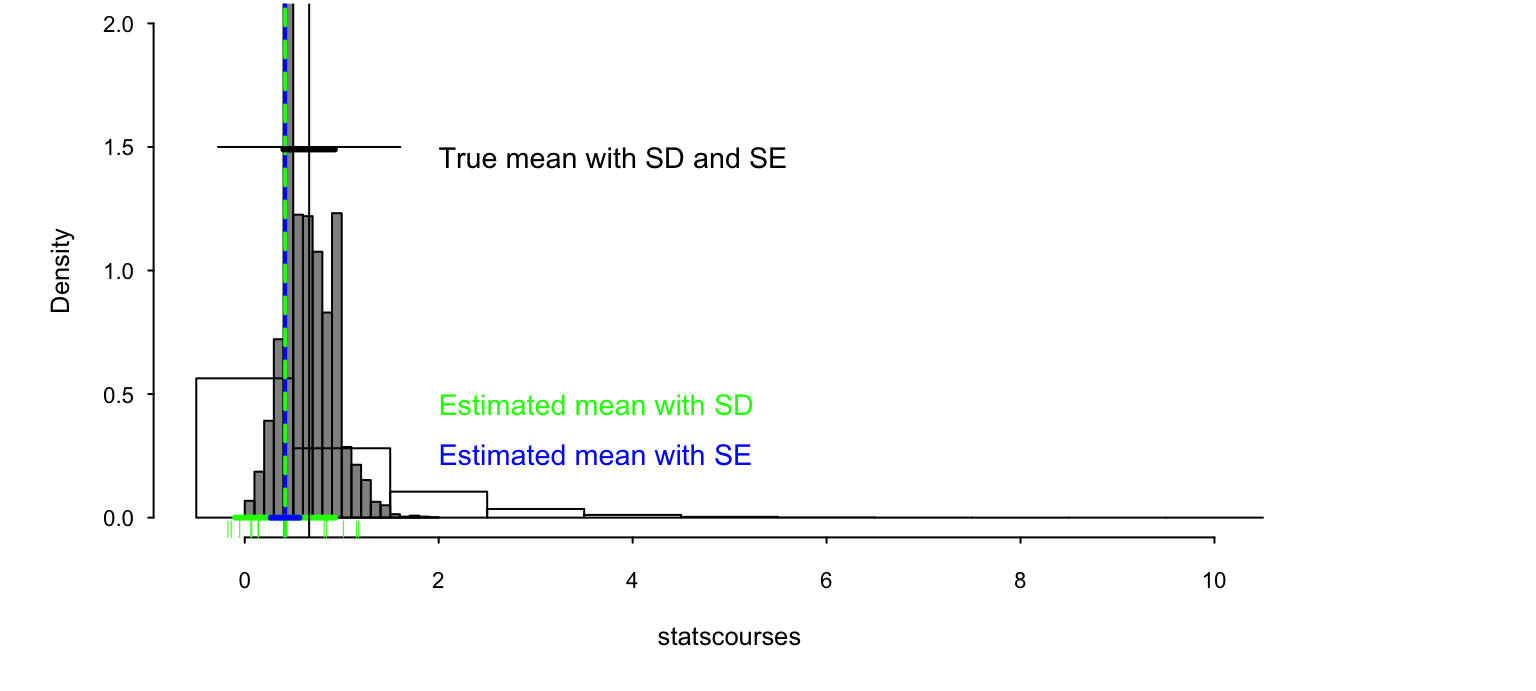 2.0
1.5
True mean with SD and SE
Density
1.0
0.5
Estimated mean with SD
Estimated mean with SE
0.0
0 2 4 6 8 10
statscourses